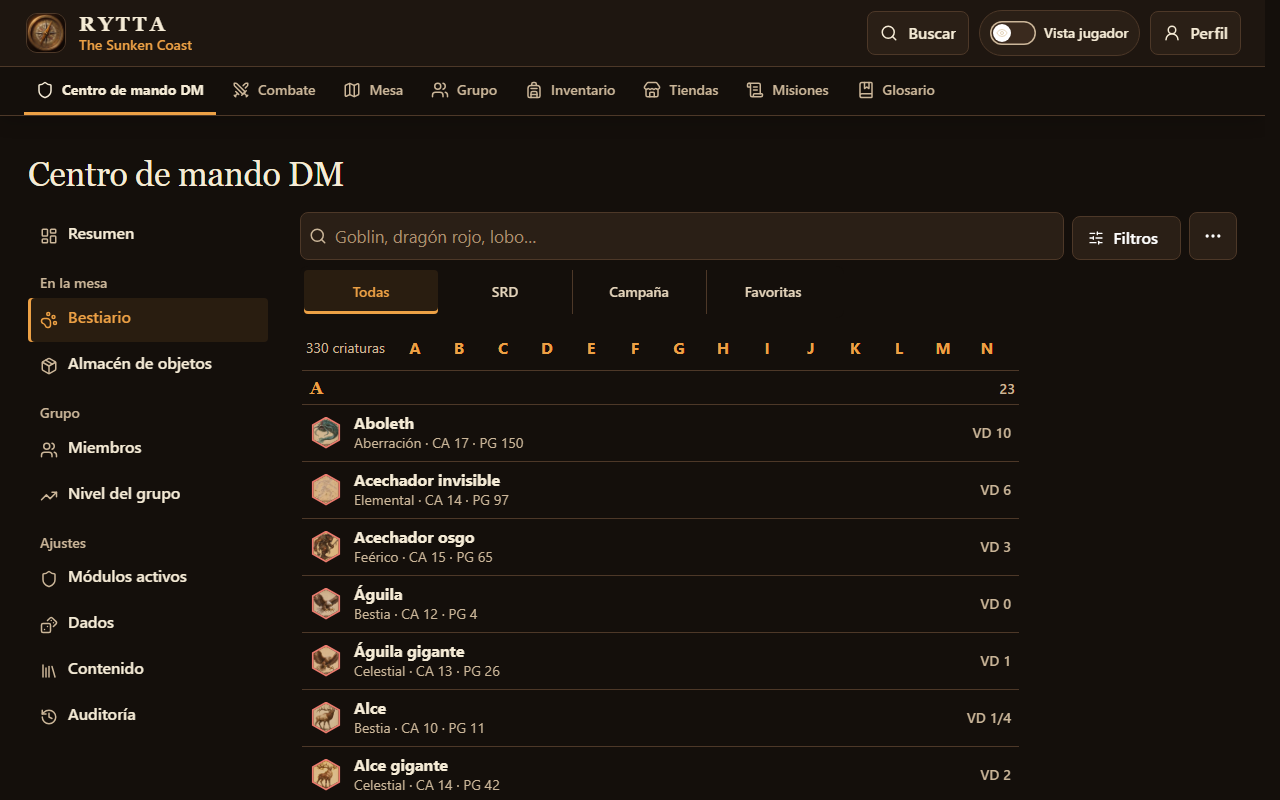 RYTTA
The Sunken Coast
Buscar
Vista jugador
Perfil
Centro de mando DM
Combate
Mesa
Grupo
Inventario
Tiendas
Misiones
Glosario
Centro de mando DM
Resumen
En la mesa
Bestiario
Almacén de objetos
Grupo
Miembros
Nivel del grupo
Ajustes
Módulos activos
Dados
Contenido
Auditoría
Goblin, dragón rojo, lobo...
Filtros
Todas
SRD
Campaña
Favoritas
330 criaturas A B C D E F G H I J K L M N
A 23
Aboleth
Aberración · CA 17 · PG 150
VD 10
Acechador invisible
Elemental · CA 14 · PG 97
VD 6
Acechador osgo
Feérico · CA 15 · PG 65
VD 3
Águila
Bestia · CA 12 · PG 4
VD 0
Águila gigante
Celestial · CA 13 · PG 26
VD 1
Alce
Bestia · CA 10 · PG 11
VD 1/4
Alce gigante
Celestial · CA 14 · PG 42
VD 2